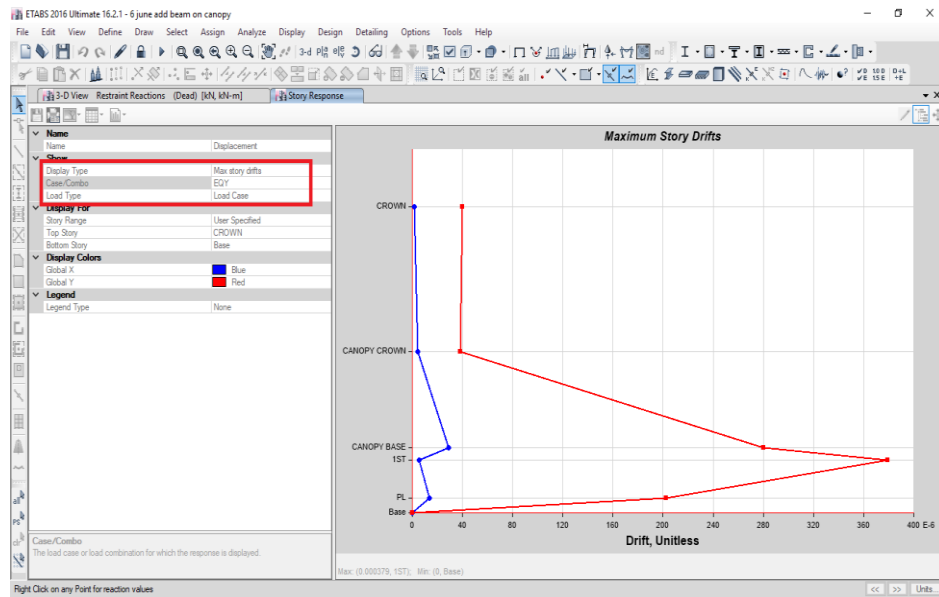 ETABS 2016 Ultimate 16.2.1 - 6 june add beam on canopy
File Edit View Define Draw Select Assign Analyze Display Design Detailing Options Tools Help
3-d
nd
3-D View Restraint Reactions (Dead) [kN, kN-m]
Story Response
Name
Name Displacement
Show
Display Type Max story drifts
Case/Combo EQY
Load Type Load Case
Display For
Story Range User Specified
Top Story CROWN
Bottom Story Base
Display Colors
Global X Blue
Global Y Red
Legend
Legend Type None
Case/Combo
The load case or load combination for which the response is displayed.
Maximum Story Drifts
CROWN
CANOPY CROWN
CANOPY BASE
1ST
PL
Base
0 40 80 120 160 200 240 280 320 360 400 E-6
Drift, Unitless
Max: (0.000379, 1ST); Min: (0, Base)
Right Click on any Point for reaction values
<< >> Units...